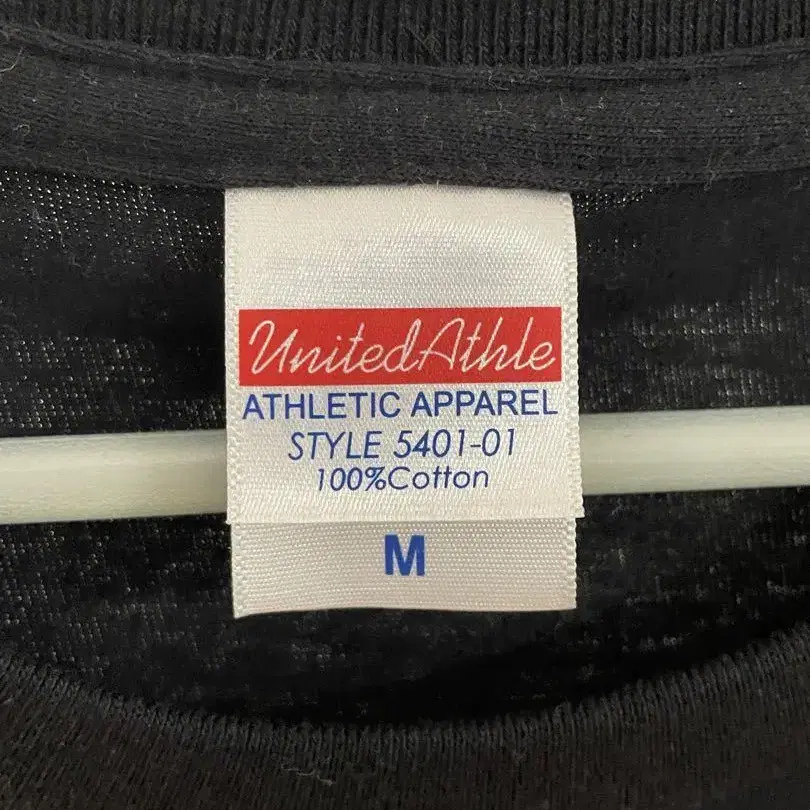 UnitedAthle
ATHLETIC APPAREL
STYLE 5401-01
100%Cotton
M